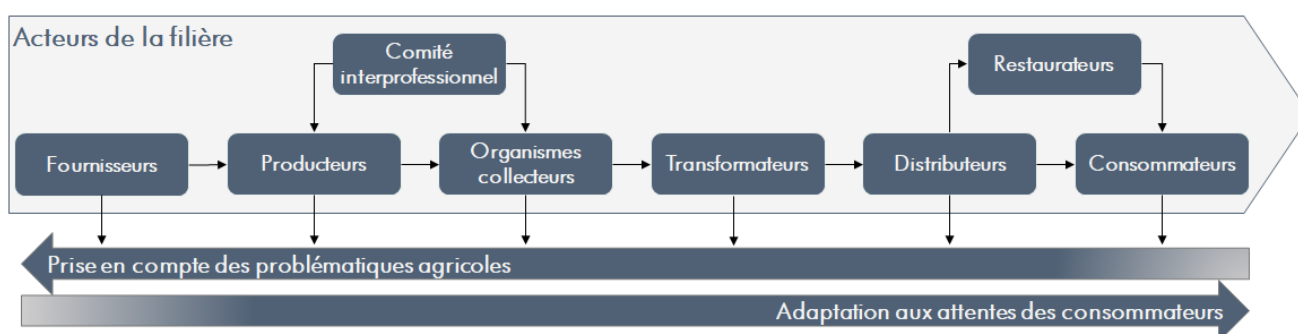 Acteurs de la filière
Comité
interprofessionnel
Restaurateurs
Fournisseurs
Producteurs
Organismes
collecteurs
Transformateurs
Distributeurs
Consommateurs
Prise en compte des problématiques agricoles
Adaptation aux attentes des consommateurs